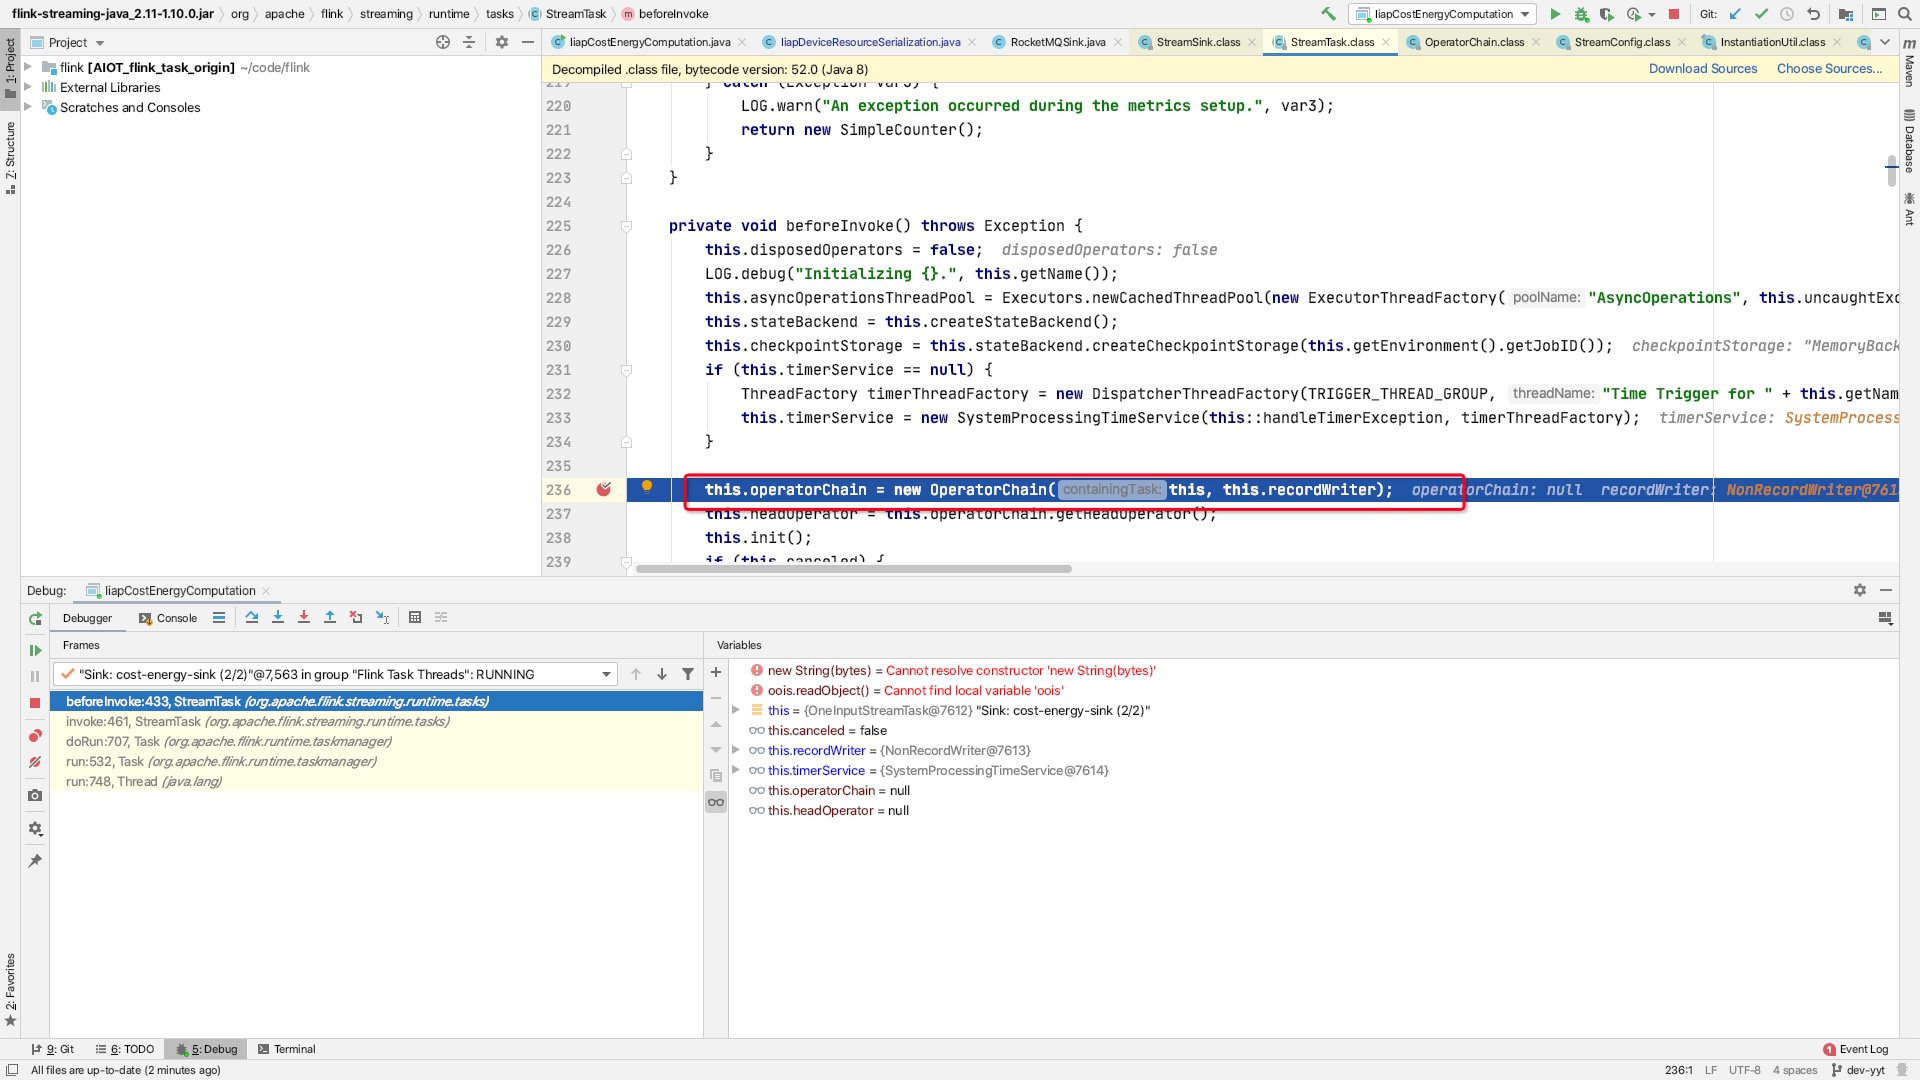 flink-streaming-java_2.11-1.10.0.jar org apache flink streaming runtime tasks StreamTask beforeInvoke
IiapCostEnergyComputation Git:
Project
IiapCostEnergyComputation.java IiapDeviceResourceSerialization.java RocketMQSink.java StreamSink.class StreamTask.class OperatorChain.class StreamConfig.class InstantiationUtil.class
1: Project
Z: Structure
2: Favorites
Maven
Database
Ant
flink [AIOT_flink_task_origin] ~/code/flink
External Libraries
Scratches and Consoles
Decompiled .class file, bytecode version: 52.0 (Java 8) Download Sources Choose Sources...
219 } catch (Exception var3) {
220 LOG.warn("An exception occurred during the metrics setup.", var3);
221 return new SimpleCounter();
222 }
223 }
224
225 private void beforeInvoke() throws Exception {
226 this.disposedOperators = false; disposedOperators: false
227 LOG.debug("Initializing {}.", this.getName());
228 this.asyncOperationsThreadPool = Executors.newCachedThreadPool(new ExecutorThreadFactory( poolName: "AsyncOperations", this.uncaughtExc
229 this.stateBackend = this.createStateBackend();
230 this.checkpointStorage = this.stateBackend.createCheckpointStorage(this.getEnvironment().getJobID()); checkpointStorage: "MemoryBack
231 if (this.timerService == null) {
232 ThreadFactory timerThreadFactory = new DispatcherThreadFactory(TRIGGER_THREAD_GROUP, threadName: "Time Trigger for " + this.getNam
233 this.timerService = new SystemProcessingTimeService(this::handleTimerException, timerThreadFactory); timerService: SystemProcess
234 }
235
236 this.operatorChain = new OperatorChain( containingTask: this, this.recordWriter); operatorChain: null recordWriter: NonRecordWriter@761
237 this.headOperator = this.operatorChain.getHeadOperator();
238 this.init();
239 if (this.canceled) {
Debug: IiapCostEnergyComputation
Debugger Console
Frames
Variables
"Sink: cost-energy-sink (2/2)"@7,563 in group "Flink Task Threads": RUNNING
beforeInvoke:433, StreamTask (org.apache.flink.streaming.runtime.tasks)
invoke:461, StreamTask (org.apache.flink.streaming.runtime.tasks)
doRun:707, Task (org.apache.flink.runtime.taskmanager)
run:532, Task (org.apache.flink.runtime.taskmanager)
run:748, Thread (java.lang)
new String(bytes) = Cannot resolve constructor 'new String(bytes)'
oois.readObject() = Cannot find local variable 'oois'
this = {OneInputStreamTask@7612} "Sink: cost-energy-sink (2/2)"
this.canceled = false
this.recordWriter = {NonRecordWriter@7613}
this.timerService = {SystemProcessingTimeService@7614}
this.operatorChain = null
this.headOperator = null
9: Git 6: TODO 5: Debug Terminal 1 Event Log
All files are up-to-date (2 minutes ago) 236:1 LF UTF-8 4 spaces dev-yyt